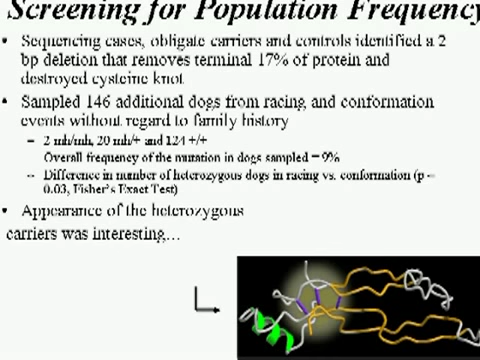 Screening for Population Frequency
• Sequencing cases, obligate carriers and controls identified a 2
bp deletion that removes terminal 17% of protein and
destroyed cysteine knot
• Sampled 146 additional dogs from racing and conformation
events without regard to family history
– 2 mh/mh, 20 mh/+ and 124 +/+
Overall frequency of the mutation in dogs sampled = 9%
– Difference in number of heterozygous dogs in racing vs. conformation (p =
0.03, Fisher's Exact Test)
• Appearance of the heterozygous
carriers was interesting…